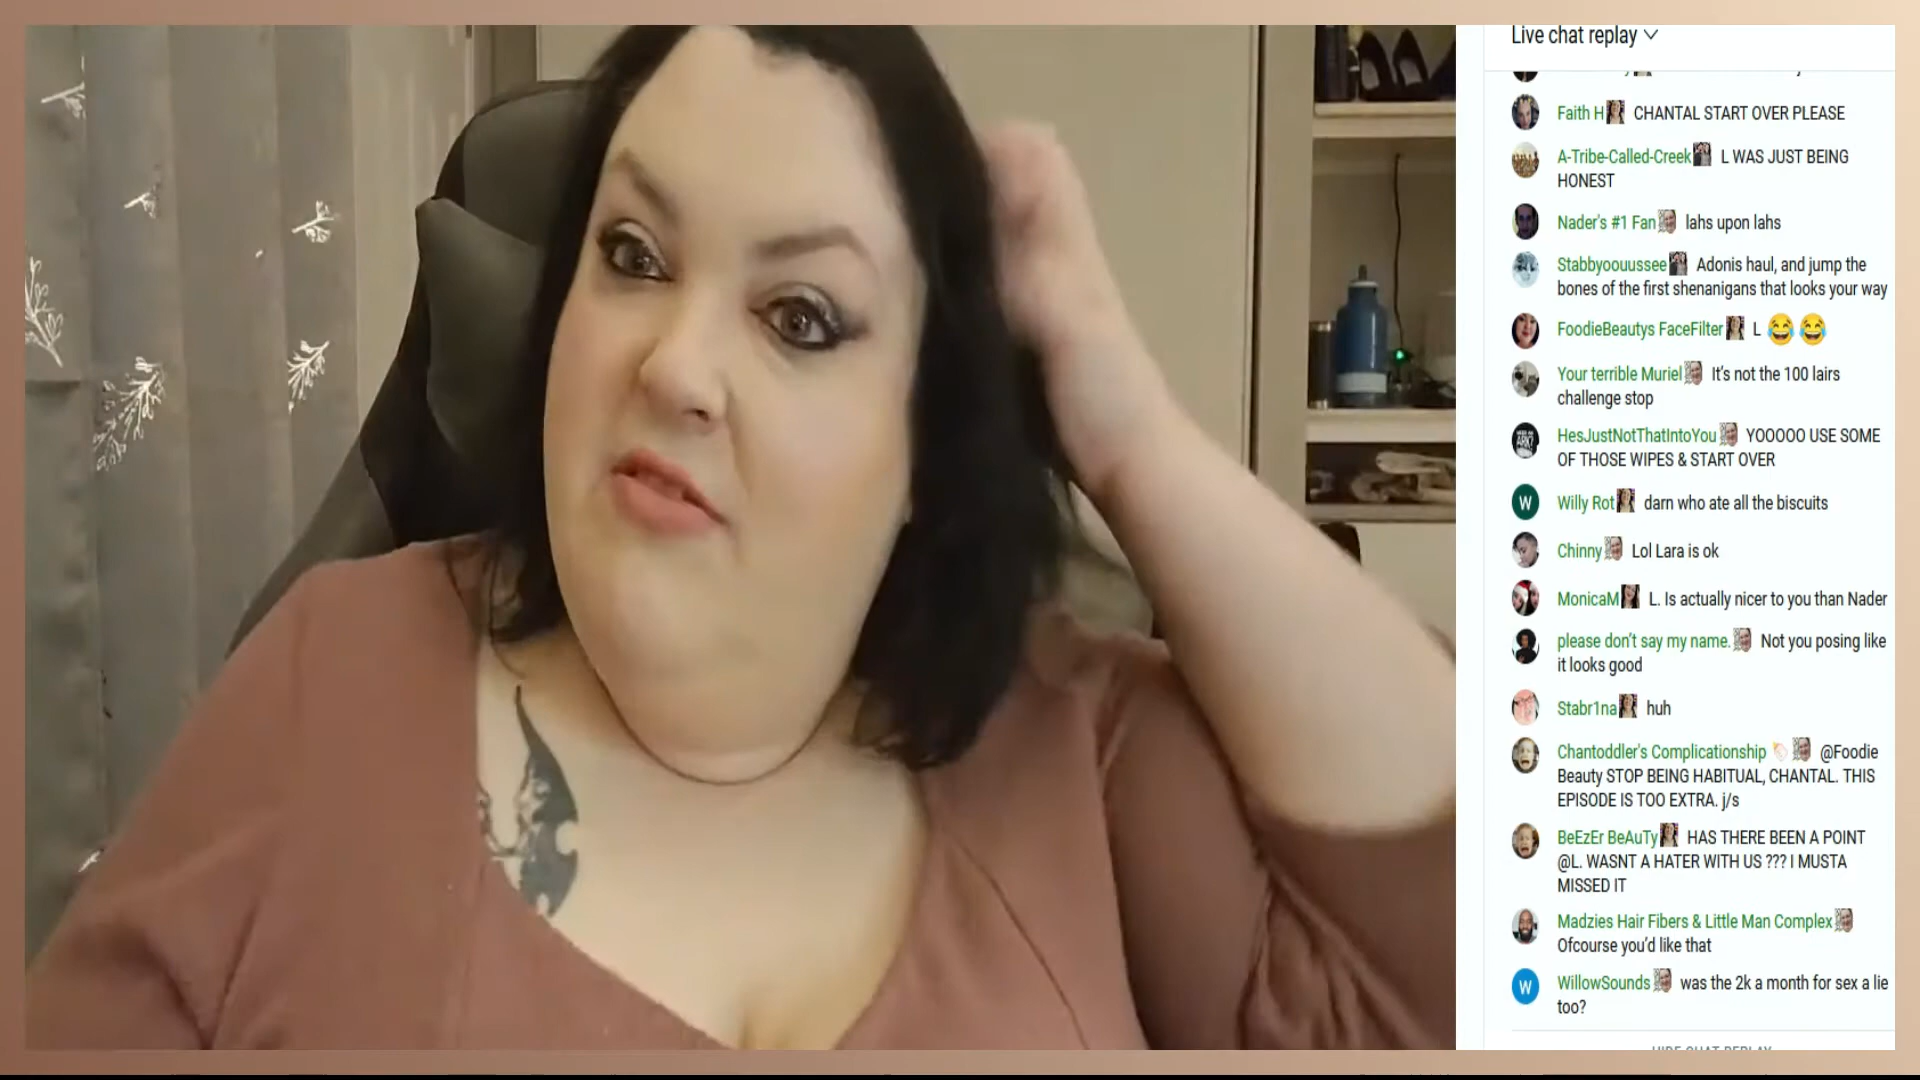 Live chat replay
Faith H CHANTAL START OVER PLEASE
A-Tribe-Called-Creek L WAS JUST BEING
HONEST
Nader's #1 Fan lahs upon lahs
Stabbyoouussee Adonis haul, and jump the
bones of the first shenanigans that looks your way
FoodieBeautys FaceFilter L 😂 😂
Your terrible Muriel It's not the 100 lairs
challenge stop
HesJustNotThatIntoYou YOOOOO USE SOME
OF THOSE WIPES & START OVER
W Willy Rot darn who ate all the biscuits
Chinny Lol Lara is ok
MonicaM L. Is actually nicer to you than Nader
please don't say my name. Not you posing like
it looks good
Stabr1na huh
Chantoddler's Complicationship @Foodie
Beauty STOP BEING HABITUAL, CHANTAL. THIS
EPISODE IS TOO EXTRA. j/s
BeEzEr BeAuTy HAS THERE BEEN A POINT
@L. WASNT A HATER WITH US ??? I MUSTA
MISSED IT
Madzies Hair Fibers & Little Man Complex
Ofcourse you'd like that
W WillowSounds was the 2k a month for sex a lie
too?
HIDE CHAT REPLAY